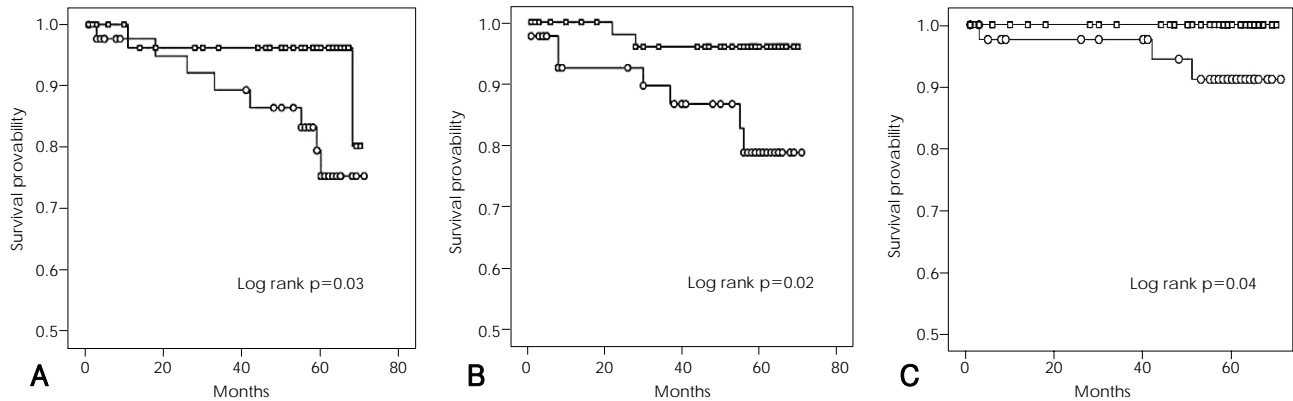 1.0
0.9
0.8
0.7
0.6
0.5
Survival provability
Log rank p=0.03
0 20 40 60 80
Months
A
1.0
0.9
0.8
0.7
0.6
0.5
Survival provability
Log rank p=0.02
0 20 40 60 80
Months
B
1.0
0.9
0.8
0.7
0.6
0.5
Survival provability
Log rank p=0.04
0 20 40 60
Months
C